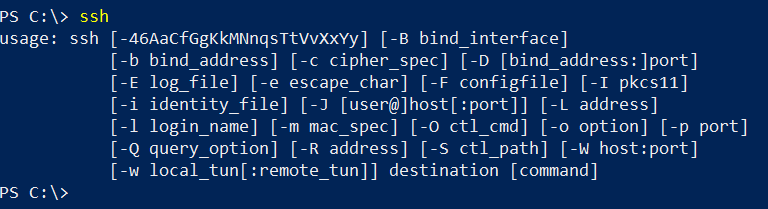 PS C:\> ssh
usage: ssh [-46AaCfGgKkMNnqsTtVvXxYy] [-B bind_interface]
           [-b bind_address] [-c cipher_spec] [-D [bind_address:]port]
           [-E log_file] [-e escape_char] [-F configfile] [-I pkcs11]
           [-i identity_file] [-J [user@]host[:port]] [-L address]
           [-l login_name] [-m mac_spec] [-O ctl_cmd] [-o option] [-p port]
           [-Q query_option] [-R address] [-S ctl_path] [-W host:port]
           [-w local_tun[:remote_tun]] destination [command]
PS C:\>